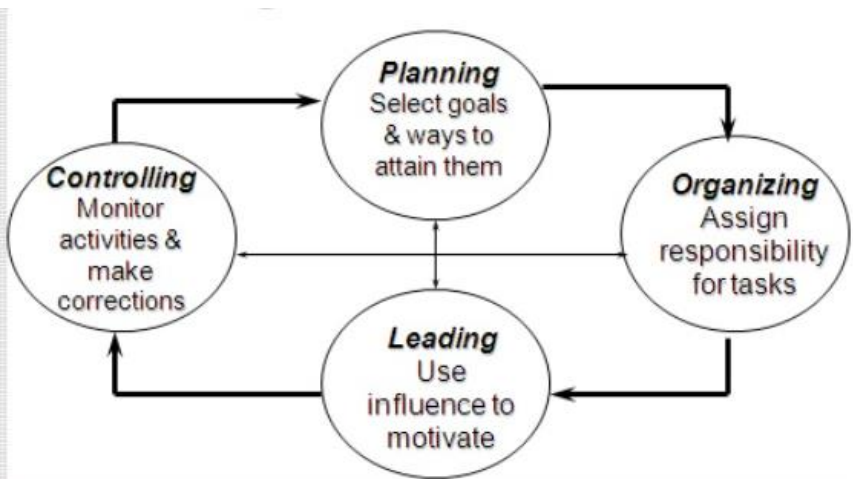 Planning
Select goals
& ways to
attain them
Controlling
Monitor
activities &
make
corrections
Organizing
Assign
responsibility
for tasks
Leading
Use
influence to
motivate